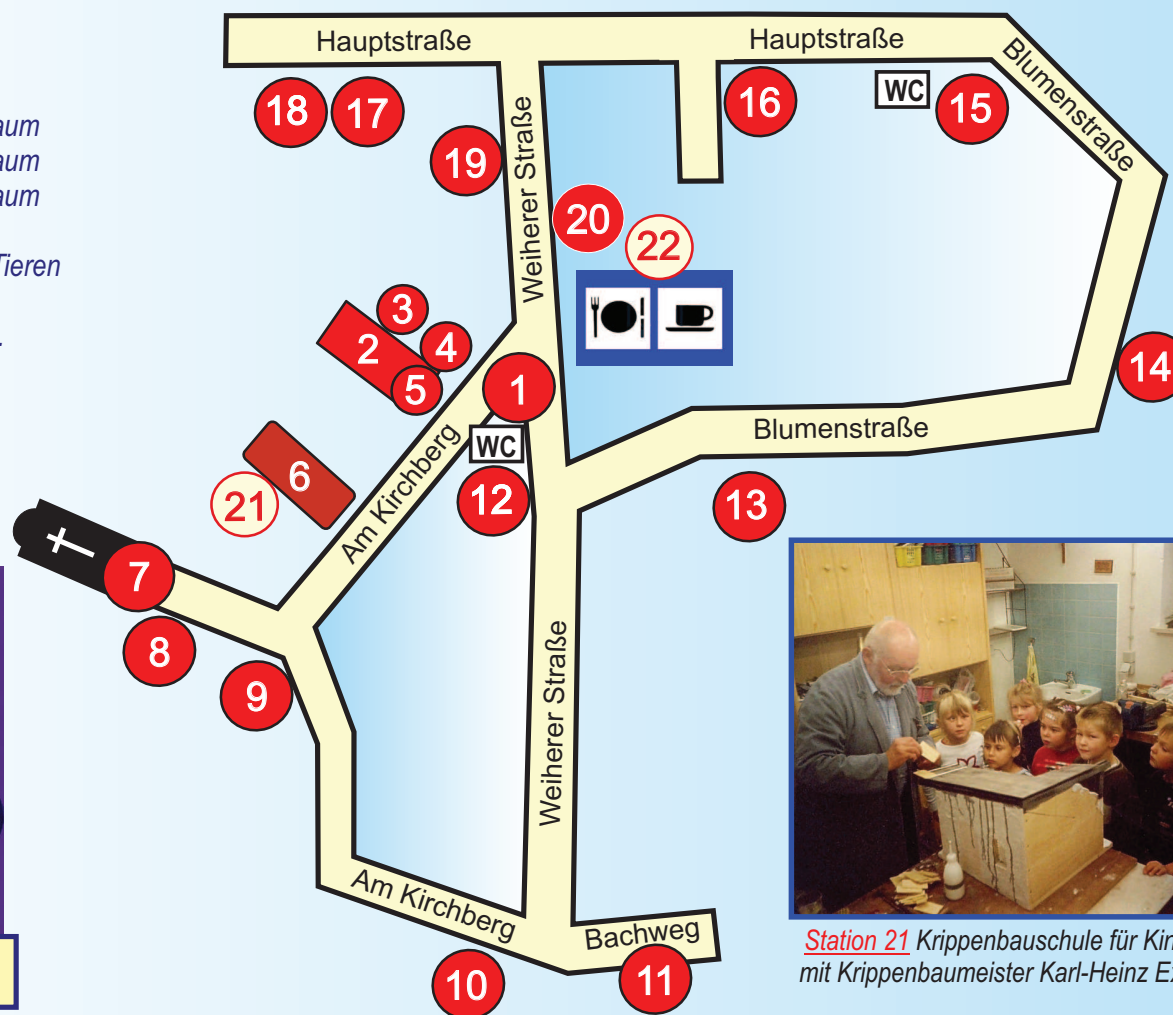 Hauptstraße
Hauptstraße
Blumenstraße
18
17
16
WC
15
aum
aum
aum
19
Weiherer Straße
20
22
Tieren
3
2
4
5
1
14
WC
Blumenstraße
6
21
Am Kirchberg
12
13
7
8
9
Weiherer Straße
Am Kirchberg
Bachweg
10
11
Station 21 Krippenbauschule für Kin
mit Krippenbaumeister Karl-Heinz Ex